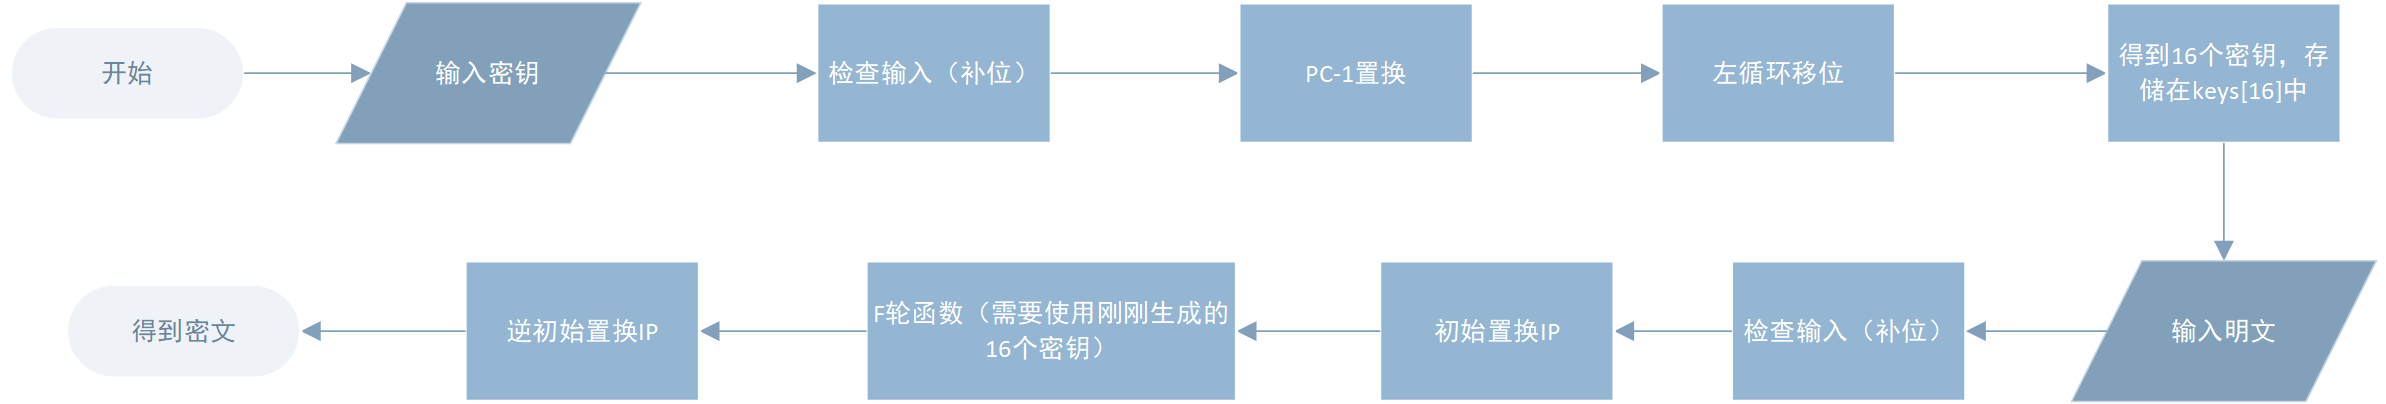 开始
输入密钥
检查输入（补位）
PC-1置换
左循环移位
得到16个密钥，存
储在keys[16]中
得到密文
逆初始置换IP
F轮函数（需要使用刚刚生成的
16个密钥）
初始置换IP
检查输入（补位）
输入明文